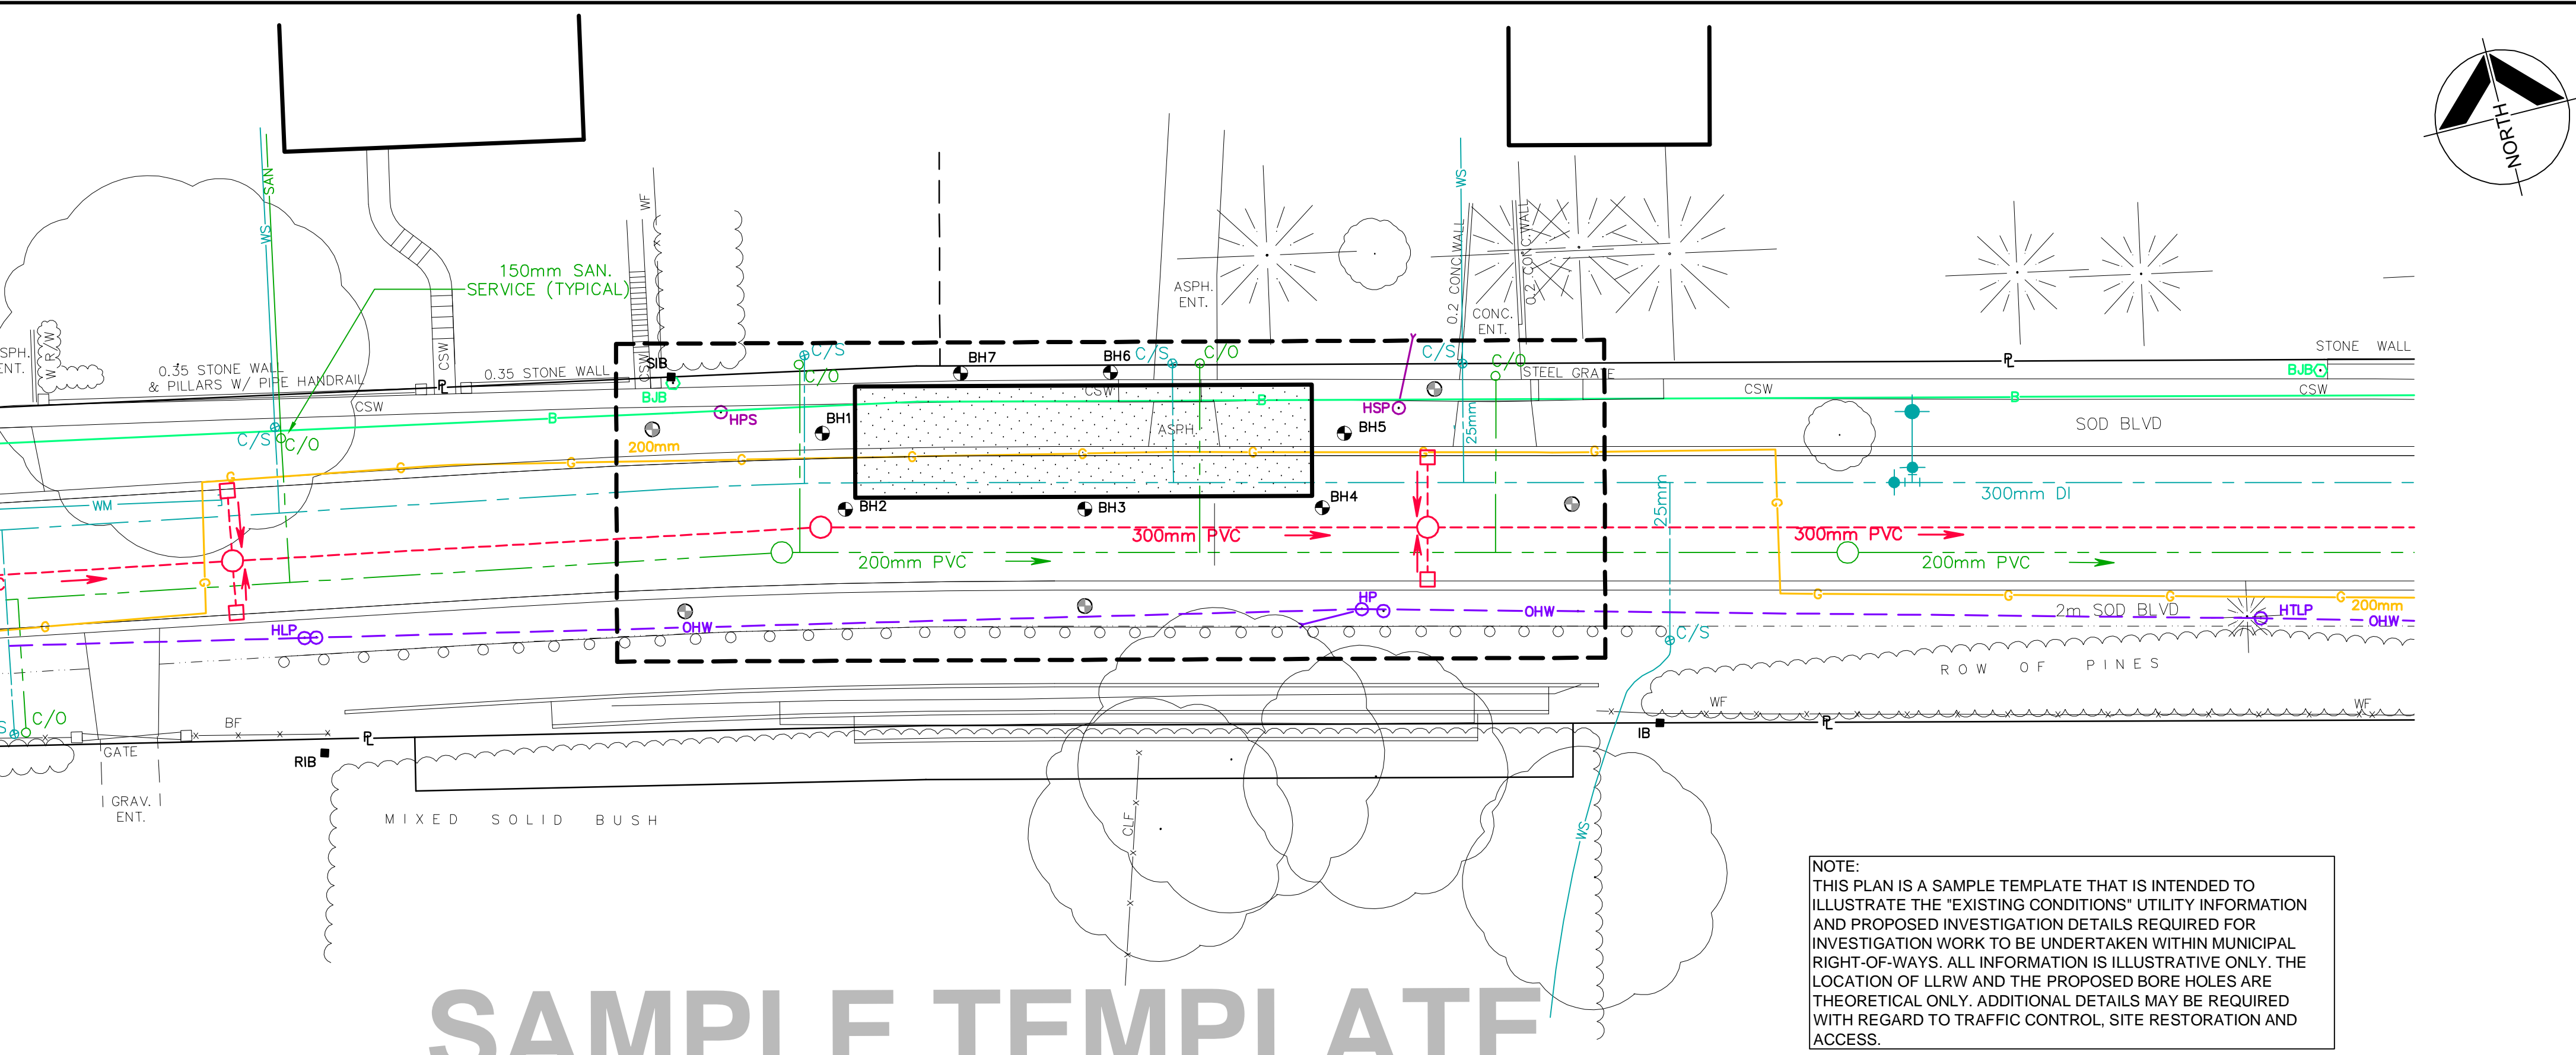 NORTH
WS
SAN
WF
150mm SAN.
SERVICE (TYPICAL)
WS
ASPH.
ENT.
0.2 CONC.WALL
0.2 CONC.WALL
CONC.
ENT.
SPH.
ENT.
W R/W
0.35 STONE WALL
& PILLARS W/ PIPE HANDRAIL
CSW
0.35 STONE WALL
CSW
SIB
C/S
C/O
BH7
BH6
C/S
C/O
C/S
C/O
STEEL GRATE
STONE WALL
PL
BJB
PL
CSW
BJB
HPS
CSW
B
HSP
CSW
B
CSW
B
C/S
C/O
200mm
BH1
ASPH.
BH5
25mm
SOD BLVD
G
G
G
G
G
G
G
G
G
WM
BH2
BH3
BH4
25mm
G
300mm DI
300mm PVC
300mm PVC
200mm PVC
200mm PVC
G
G
HLP
OHW
HP
OHW
G
G
G
2m SOD BLVD
HTLP
G
200mm
OHW
C/S
ROW OF PINES
S
C/O
BF
GATE
PL
RIB
WF
IB
PL
WF
GRAV.
ENT.
MIXED SOLID BUSH
CLF
WS
NOTE:
THIS PLAN IS A SAMPLE TEMPLATE THAT IS INTENDED TO
ILLUSTRATE THE "EXISTING CONDITIONS" UTILITY INFORMATION
AND PROPOSED INVESTIGATION DETAILS REQUIRED FOR
INVESTIGATION WORK TO BE UNDERTAKEN WITHIN MUNICIPAL
RIGHT-OF-WAYS. ALL INFORMATION IS ILLUSTRATIVE ONLY. THE
LOCATION OF LLRW AND THE PROPOSED BORE HOLES ARE
THEORETICAL ONLY. ADDITIONAL DETAILS MAY BE REQUIRED
WITH REGARD TO TRAFFIC CONTROL, SITE RESTORATION AND
ACCESS.
SAMPLE TEMPLATE